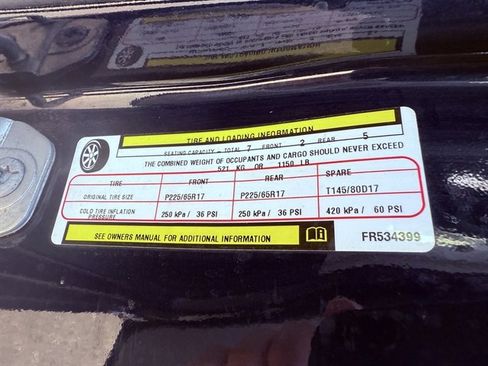 TIRE AND LOADING INFORMATION
SEATING CAPACITY - TOTAL 7 FRONT 2 REAR 5
THE COMBINED WEIGHT OF OCCUPANTS AND CARGO SHOULD NEVER EXCEED
521 KG OR 1150 LB
TIRE FRONT REAR SPARE
ORIGINAL TIRE SIZE P225/65R17 P225/65R17 T145/80D17
COLD TIRE INFLATION PRESSURE 250 kPa / 36 PSI 250 kPa / 36 PSI 420 kPa / 60 PSI
SEE OWNERS MANUAL FOR ADDITIONAL INFORMATION
FR534399